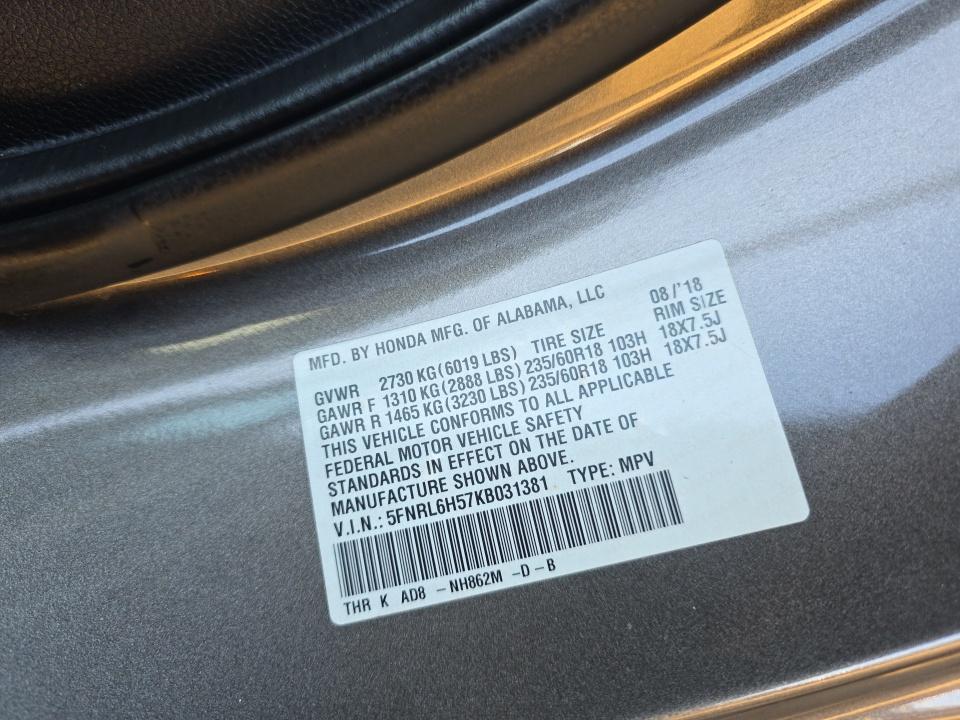 MFD. BY HONDA MFG. OF ALABAMA, LLC 08/'18
GVWR 2730 KG(6019 LBS) TIRE SIZE RIM SIZE
GAWR F 1310 KG(2888 LBS) 235/60R18 103H 18X7.5J
GAWR R 1465 KG(3230 LBS) 235/60R18 103H 18X7.5J
THIS VEHICLE CONFORMS TO ALL APPLICABLE
FEDERAL MOTOR VEHICLE SAFETY
STANDARDS IN EFFECT ON THE DATE OF
MANUFACTURE SHOWN ABOVE.
V.I.N.: 5FNRL6H57KB031381 TYPE: MPV
THR K AD8 -NH862M -D-B